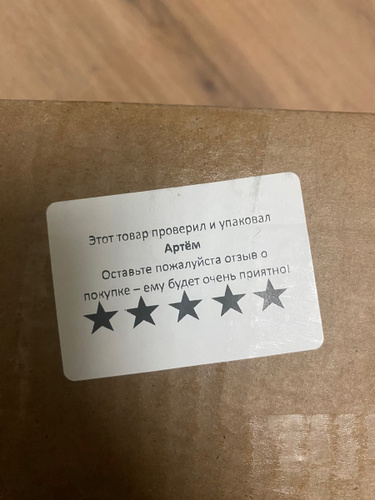 Этот товар проверил и упаковал
Артём
Оставьте пожалуйста отзыв о
покупке – ему будет очень приятно!